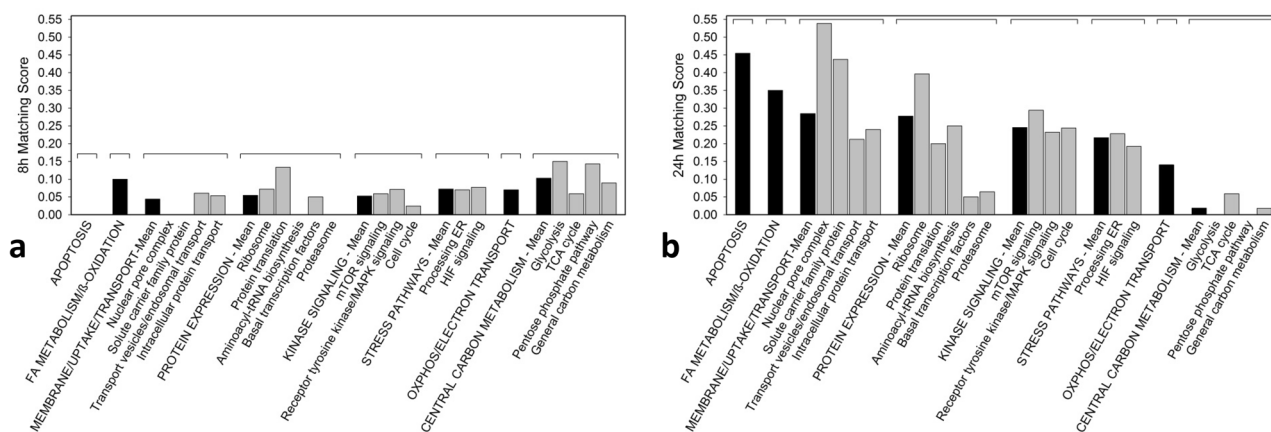 0.55
0.50
0.45
0.40
0.35
0.30
0.25
0.20
0.15
0.10
0.05
0.00
8h Matching Score
APOPTOSIS
FA METABOLISM/ß-OXIDATION
MEMBRANE/UPTAKE/TRANSPORT-Mean
Nuclear pore complex
Solute carrier family protein
Transport vesicles/endosomal transport
Intracellular protein transport
PROTEIN EXPRESSION - Mean
Ribosome
Protein translation
Aminoacyl-tRNA biosynthesis
Basal transcription factors
Proteasome
KINASE SIGNALING - Mean
mTOR signaling
Receptor tyrosine kinase/MAPK signaling
Cell cycle
STRESS PATHWAYS - Mean
Processing ER
HIF signaling
OXPHOS/ELECTRON TRANSPORT
CENTRAL CARBON METABOLISM - Mean
Glycolysis
TCA cycle
Pentose phosphate pathway
General carbon metabolism
a
0.55
0.50
0.45
0.40
0.35
0.30
0.25
0.20
0.15
0.10
0.05
0.00
24h Matching Score
APOPTOSIS
FA METABOLISM/ß-OXIDATION
MEMBRANE/UPTAKE/TRANSPORT-Mean
Nuclear pore complex
Solute carrier family protein
Transport vesicles/endosomal transport
Intracellular protein transport
PROTEIN EXPRESSION - Mean
Ribosome
Protein translation
Aminoacyl-tRNA biosynthesis
Basal transcription factors
Proteasome
KINASE SIGNALING - Mean
mTOR signaling
Receptor tyrosine kinase/MAPK signaling
Cell cycle
STRESS PATHWAYS - Mean
Processing ER
HIF signaling
OXPHOS/ELECTRON TRANSPORT
CENTRAL CARBON METABOLISM - Mean
Glycolysis
TCA cycle
Pentose phosphate pathway
General carbon metabolism
b